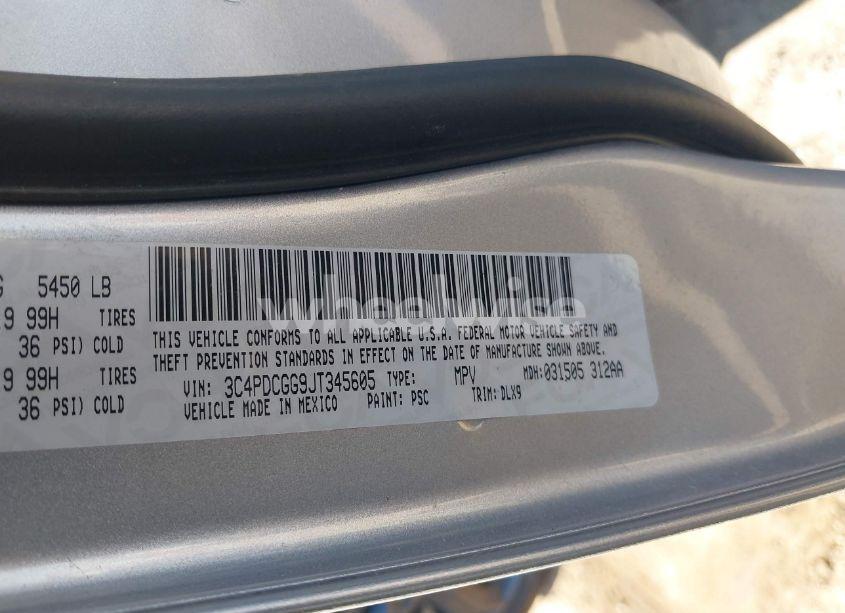 G 5450 LB
9 99H TIRES
36 PSI) COLD
9 99H TIRES
36 PSI) COLD
wheelwise
THIS VEHICLE CONFORMS TO ALL APPLICABLE U.S.A. FEDERAL MOTOR VEHICLE SAFETY AND
THEFT PREVENTION STANDARDS IN EFFECT ON THE DATE OF MANUFACTURE SHOWN ABOVE.
VIN: 3C4PDCGG9JT345605 TYPE: MPV MDH:031505 312AA
VEHICLE MADE IN MEXICO PAINT: PSC TRIM: DLX9